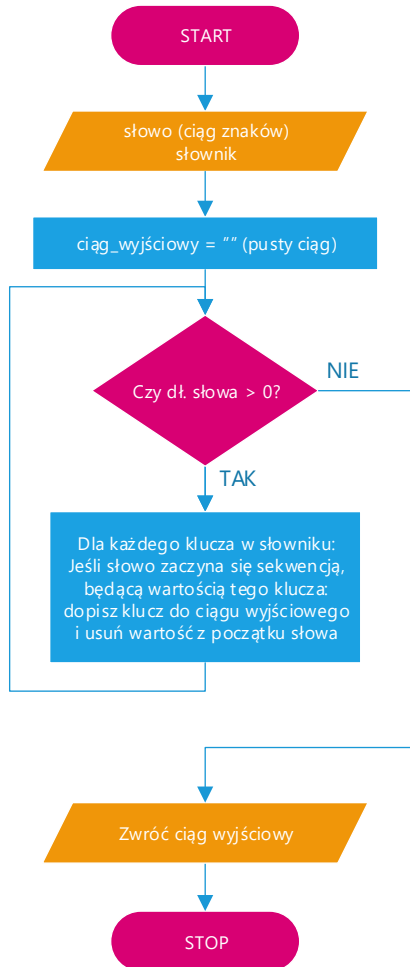 START
słowo (ciąg znaków)
słownik
ciąg_wyjściowy = "" (pusty ciąg)
Czy dł. słowa > 0?
NIE
TAK
Dla każdego klucza w słowniku:
Jeśli słowo zaczyna się sekwencją,
będącą wartością tego klucza:
dopisz klucz do ciągu wyjściowego
i usuń wartość z początku słowa
Zwróć ciąg wyjściowy
STOP